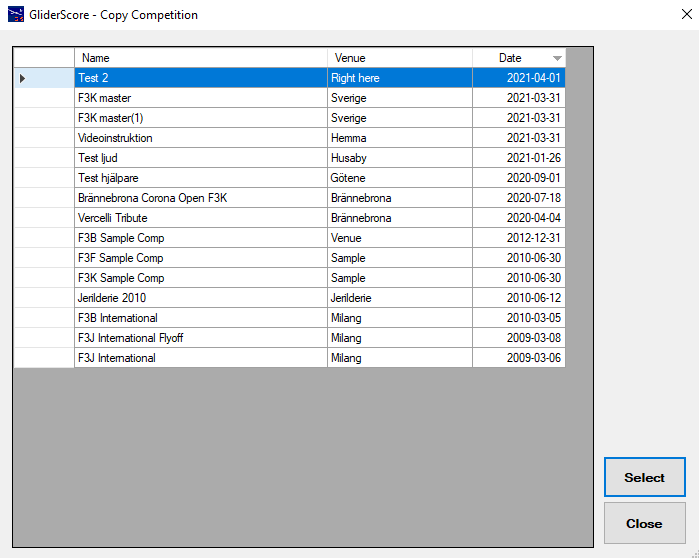 GliderScore - Copy Competition
Name Venue Date
Test 2 Right here 2021-04-01
F3K master Sverige 2021-03-31
F3K master(1) Sverige 2021-03-31
Videoinstruktion Hemma 2021-03-31
Test ljud Husaby 2021-01-26
Test hjälpare Götene 2020-09-01
Brännebrona Corona Open F3K Brännebrona 2020-07-18
Vercelli Tribute Brännebrona 2020-04-04
F3B Sample Comp Venue 2012-12-31
F3F Sample Comp Sample 2010-06-30
F3K Sample Comp Sample 2010-06-30
Jerilderie 2010 Jerilderie 2010-06-12
F3B International Milang 2010-03-05
F3J International Flyoff Milang 2009-03-08
F3J International Milang 2009-03-06
Select
Close